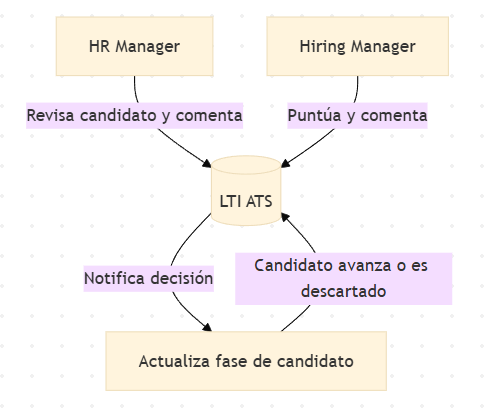 HR Manager
Hiring Manager
Revisa candidato y comenta
Puntúa y comenta
LTI ATS
Notifica decisión
Candidato avanza o es
descartado
Actualiza fase de candidato